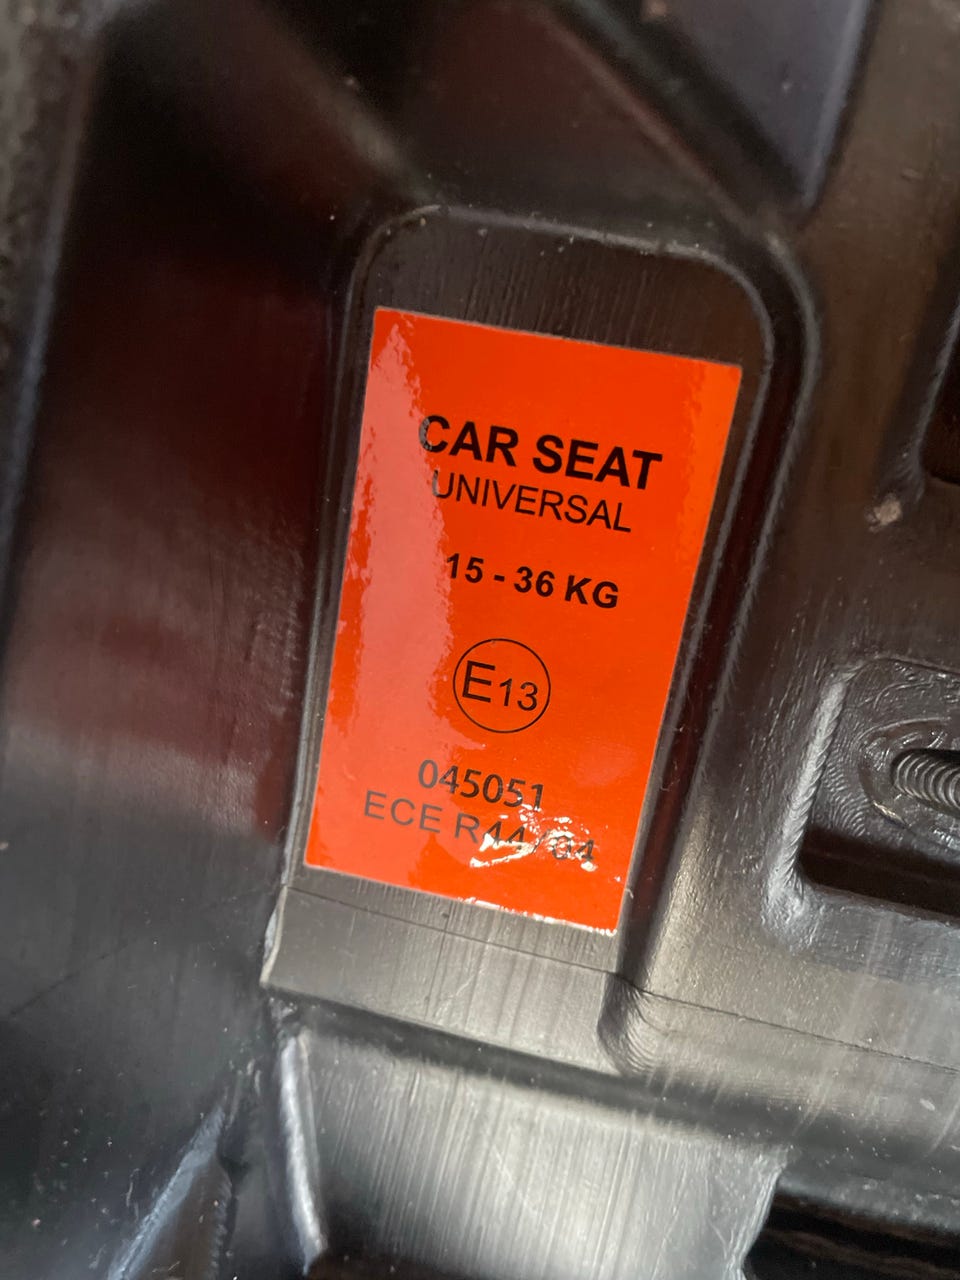 CAR SEAT
UNIVERSAL
15 - 36 KG
E13
045051
ECE R44/04